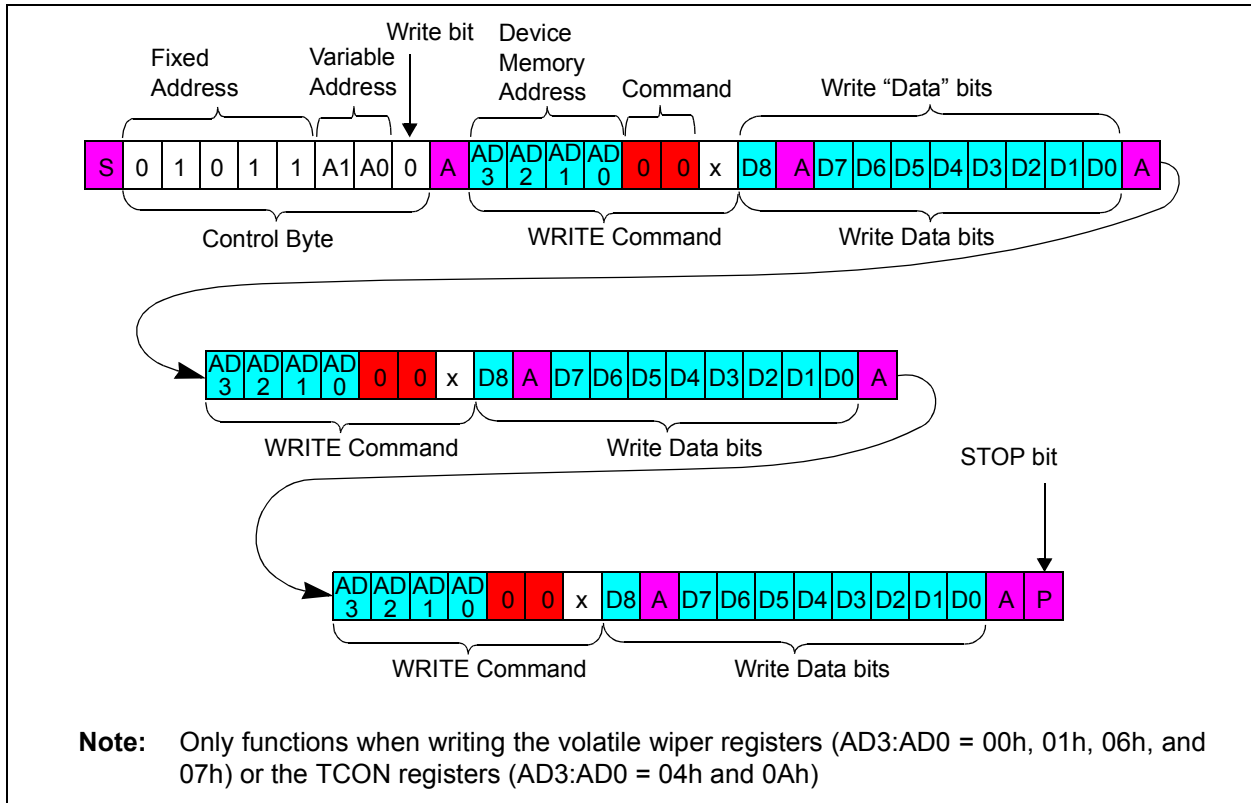 Write bit
Device
Memory
Address
Fixed
Address
Variable
Address
Command
Write “Data” bits
S 0 1 0 1 1 A1 A0 0 A AD3 AD2 AD1 AD0 0 0 x D8 A D7 D6 D5 D4 D3 D2 D1 D0 A
Control Byte WRITE Command Write Data bits
AD3 AD2 AD1 AD0 0 0 x D8 A D7 D6 D5 D4 D3 D2 D1 D0 A
WRITE Command Write Data bits
STOP bit
AD3 AD2 AD1 AD0 0 0 x D8 A D7 D6 D5 D4 D3 D2 D1 D0 A P
WRITE Command Write Data bits
Note: Only functions when writing the volatile wiper registers (AD3:AD0 = 00h, 01h, 06h, and
07h) or the TCON registers (AD3:AD0 = 04h and 0Ah)